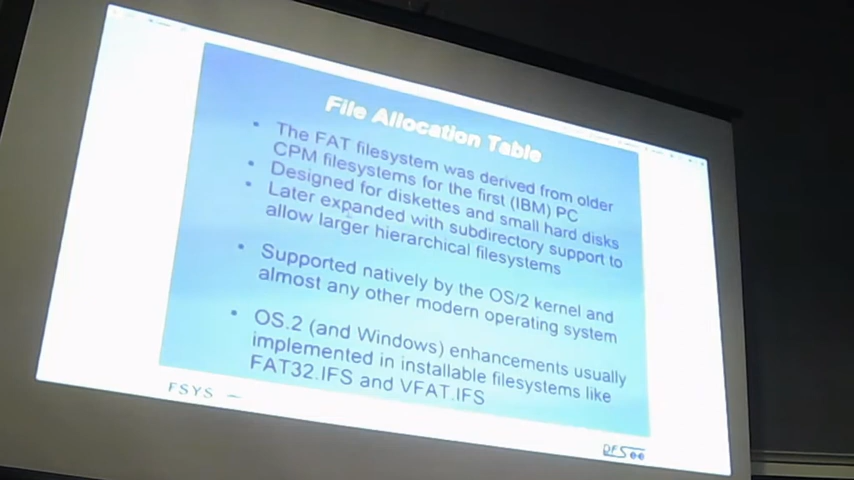 File Allocation Table
• The FAT filesystem was derived from older
CPM filesystems for the first (IBM) PC
• Designed for diskettes and small hard disks
• Later expanded with subdirectory support to
allow larger hierarchical filesystems
• Supported natively by the OS/2 kernel and
almost any other modern operating system
• OS.2 (and Windows) enhancements usually
implemented in installable filesystems like
FAT32.IFS and VFAT.IFS
FSYS
DFSee